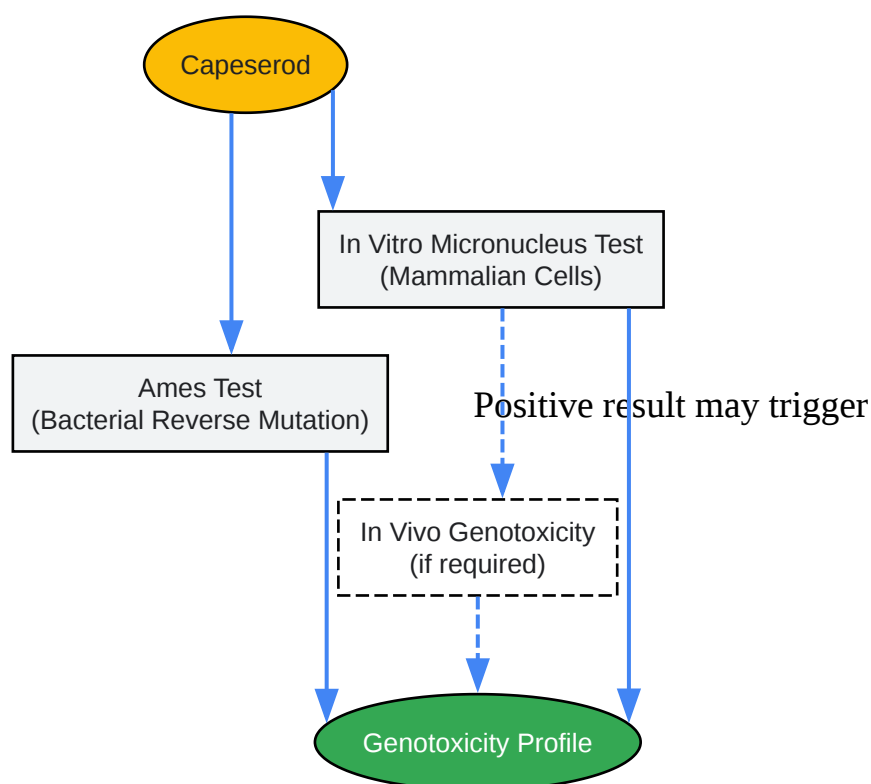 Capeserod
In Vitro Micronucleus Test
(Mammalian Cells)
Ames Test
(Bacterial Reverse Mutation)
Positive result may trigger
In Vivo Genotoxicity
(if required)
Genotoxicity Profile